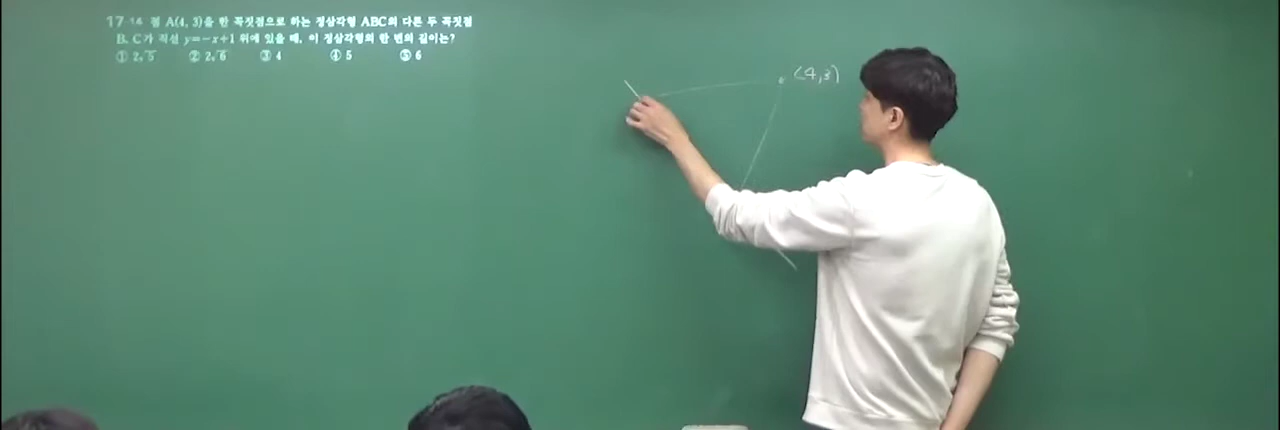 17-14 점 A(4, 3)을 한 꼭짓점으로 하는 정삼각형 ABC의 다른 두 꼭짓점
B, C가 직선 y=-x+1 위에 있을 때, 이 정삼각형의 한 변의 길이는?
① 2√5 ② 2√6 ③ 4 ④ 5 ⑤ 6
(4,3)